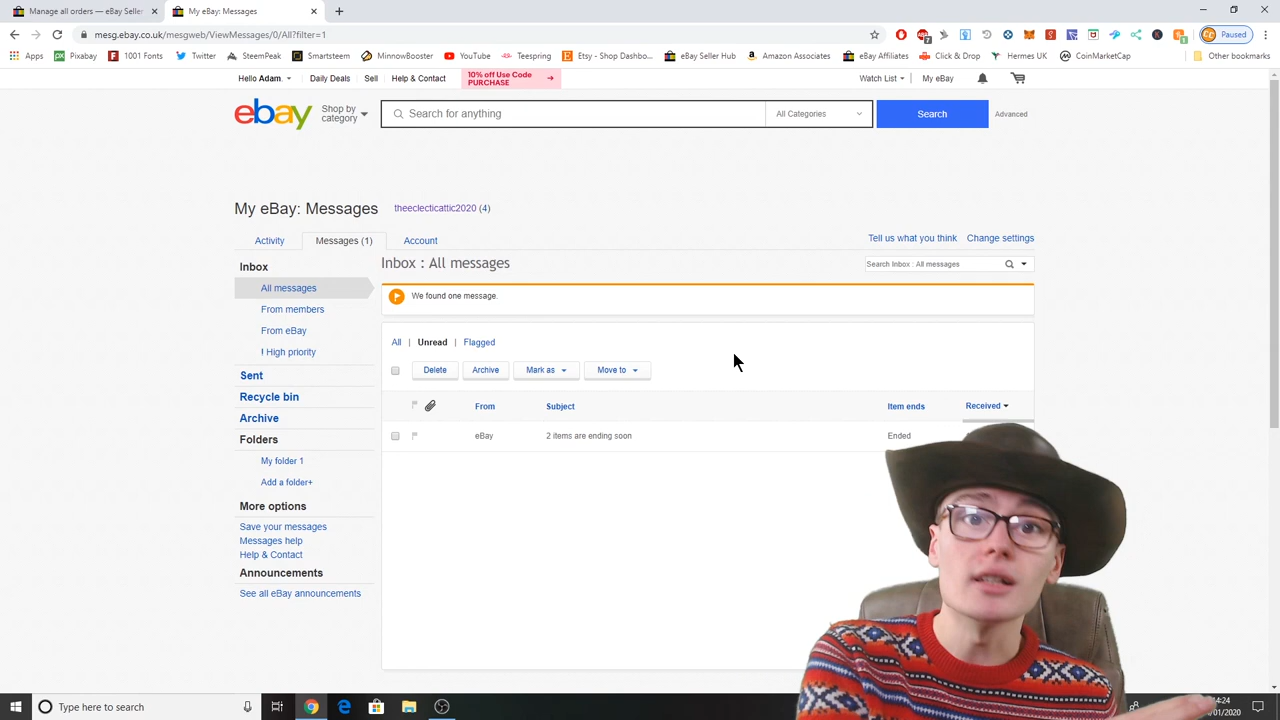 Manage all orders — eBay Seller
My eBay: Messages
mesg.ebay.co.uk/mesgweb/ViewMessages/0/All?filter=1
Paused
Apps
Pixabay
1001 Fonts
Twitter
SteemPeak
Smartsteem
MinnowBooster
YouTube
Teespring
Etsy - Shop Dashbo...
eBay Seller Hub
Amazon Associates
eBay Affiliates
Click & Drop
Hermes UK
CoinMarketCap
Other bookmarks
Hello Adam.
Daily Deals
Sell
Help & Contact
10% off Use Code
PURCHASE
Watch List
My eBay
ebay
Shop by
category
Search for anything
All Categories
Search
Advanced
My eBay: Messages
theeclecticattic2020 (4)
Activity
Messages (1)
Account
Tell us what you think
Change settings
Inbox
All messages
From members
From eBay
! High priority
Sent
Recycle bin
Archive
Folders
My folder 1
Add a folder+
More options
Save your messages
Messages help
Help & Contact
Announcements
See all eBay announcements
Inbox : All messages
Search Inbox : All messages
We found one message.
All | Unread | Flagged
Delete
Archive
Mark as
Move to
From
Subject
Item ends
Received
eBay
2 items are ending soon
Ended
Type here to search